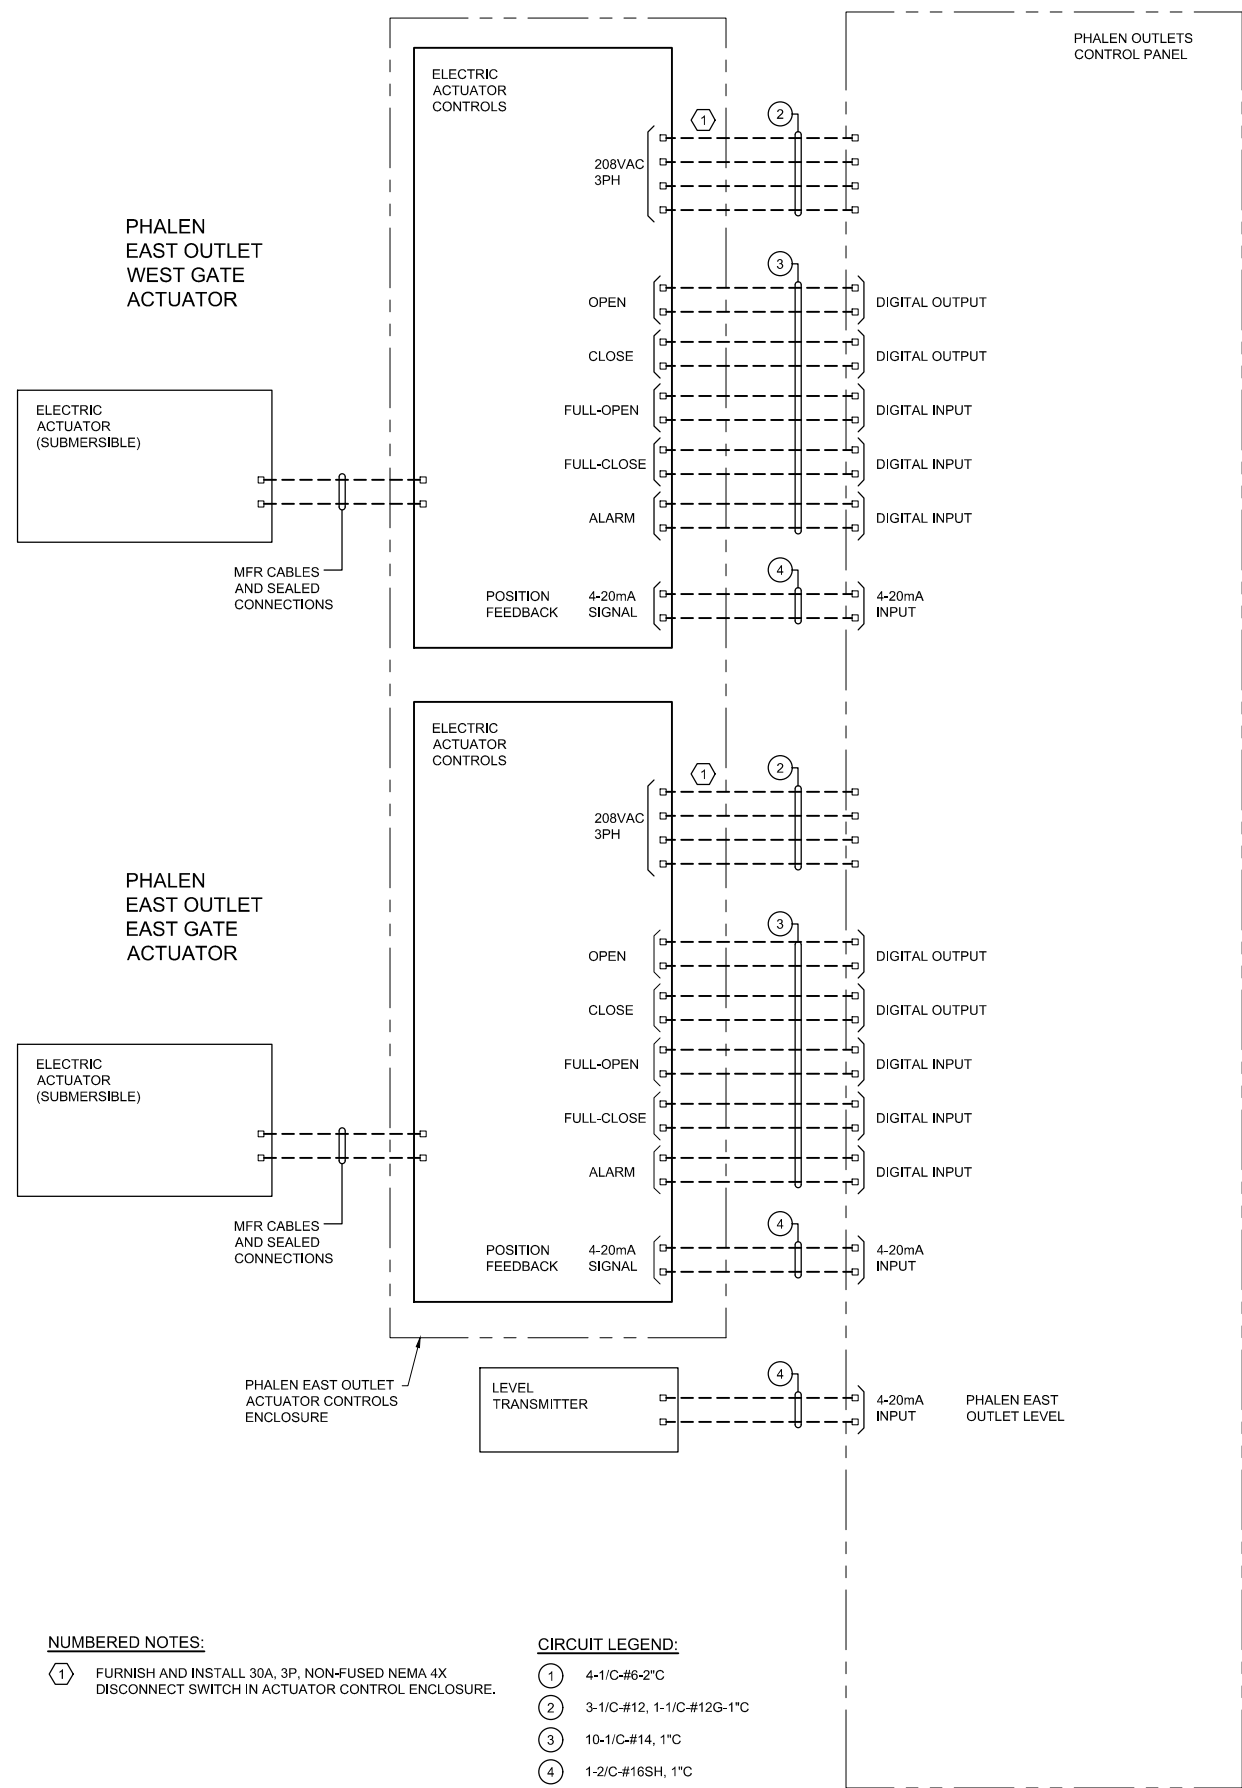 PHALEN OUTLETS
CONTROL PANEL
ELECTRIC
ACTUATOR
CONTROLS
1
2
208VAC
3PH
PHALEN
EAST OUTLET
WEST GATE
ACTUATOR
3
OPEN
DIGITAL OUTPUT
CLOSE
DIGITAL OUTPUT
ELECTRIC
ACTUATOR
(SUBMERSIBLE)
FULL-OPEN
DIGITAL INPUT
FULL-CLOSE
DIGITAL INPUT
ALARM
DIGITAL INPUT
MFR CABLES
AND SEALED
CONNECTIONS
4
POSITION
FEEDBACK
4-20mA
SIGNAL
4-20mA
INPUT
ELECTRIC
ACTUATOR
CONTROLS
1
2
208VAC
3PH
PHALEN
EAST OUTLET
EAST GATE
ACTUATOR
3
OPEN
DIGITAL OUTPUT
CLOSE
DIGITAL OUTPUT
ELECTRIC
ACTUATOR
(SUBMERSIBLE)
FULL-OPEN
DIGITAL INPUT
FULL-CLOSE
DIGITAL INPUT
ALARM
DIGITAL INPUT
MFR CABLES
AND SEALED
CONNECTIONS
4
POSITION
FEEDBACK
4-20mA
SIGNAL
4-20mA
INPUT
PHALEN EAST OUTLET
ACTUATOR CONTROLS
ENCLOSURE
LEVEL
TRANSMITTER
4
4-20mA
INPUT
PHALEN EAST
OUTLET LEVEL
NUMBERED NOTES:
1 FURNISH AND INSTALL 30A, 3P, NON-FUSED NEMA 4X
DISCONNECT SWITCH IN ACTUATOR CONTROL ENCLOSURE.
CIRCUIT LEGEND:
1 4-1/C-#6-2"C
2 3-1/C-#12, 1-1/C-#12G-1"C
3 10-1/C-#14, 1"C
4 1-2/C-#16SH, 1"C